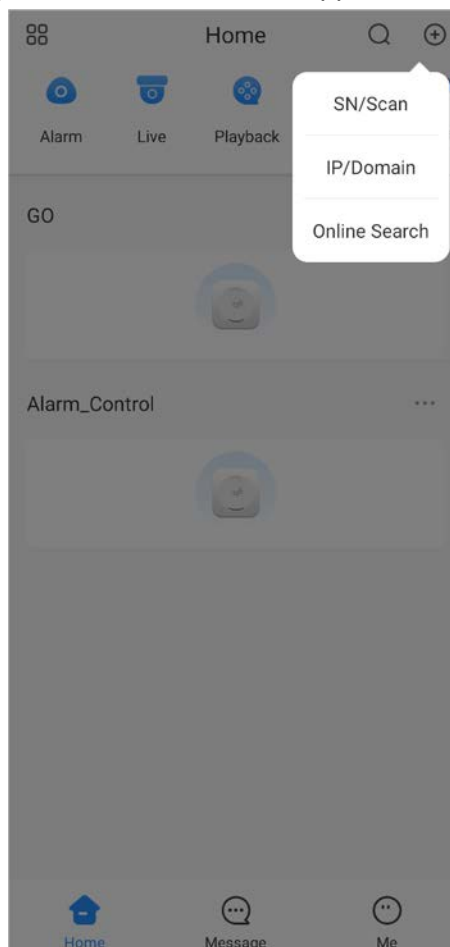 Home
SN/Scan
Alarm
Live
Playback
IP/Domain
GO
Online Search
Alarm_Control
Home
Message
Me